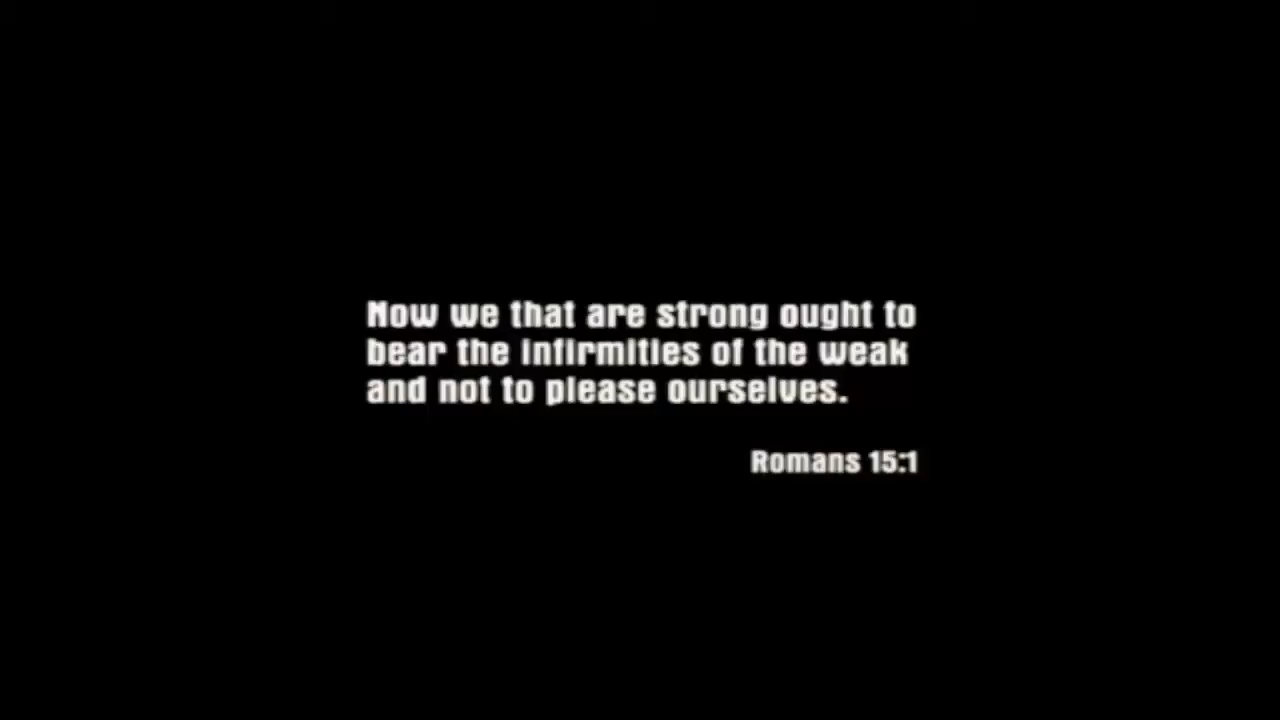 Now we that are strong ought to
bear the infirmities of the weak
and not to please ourselves.
Romans 15:1